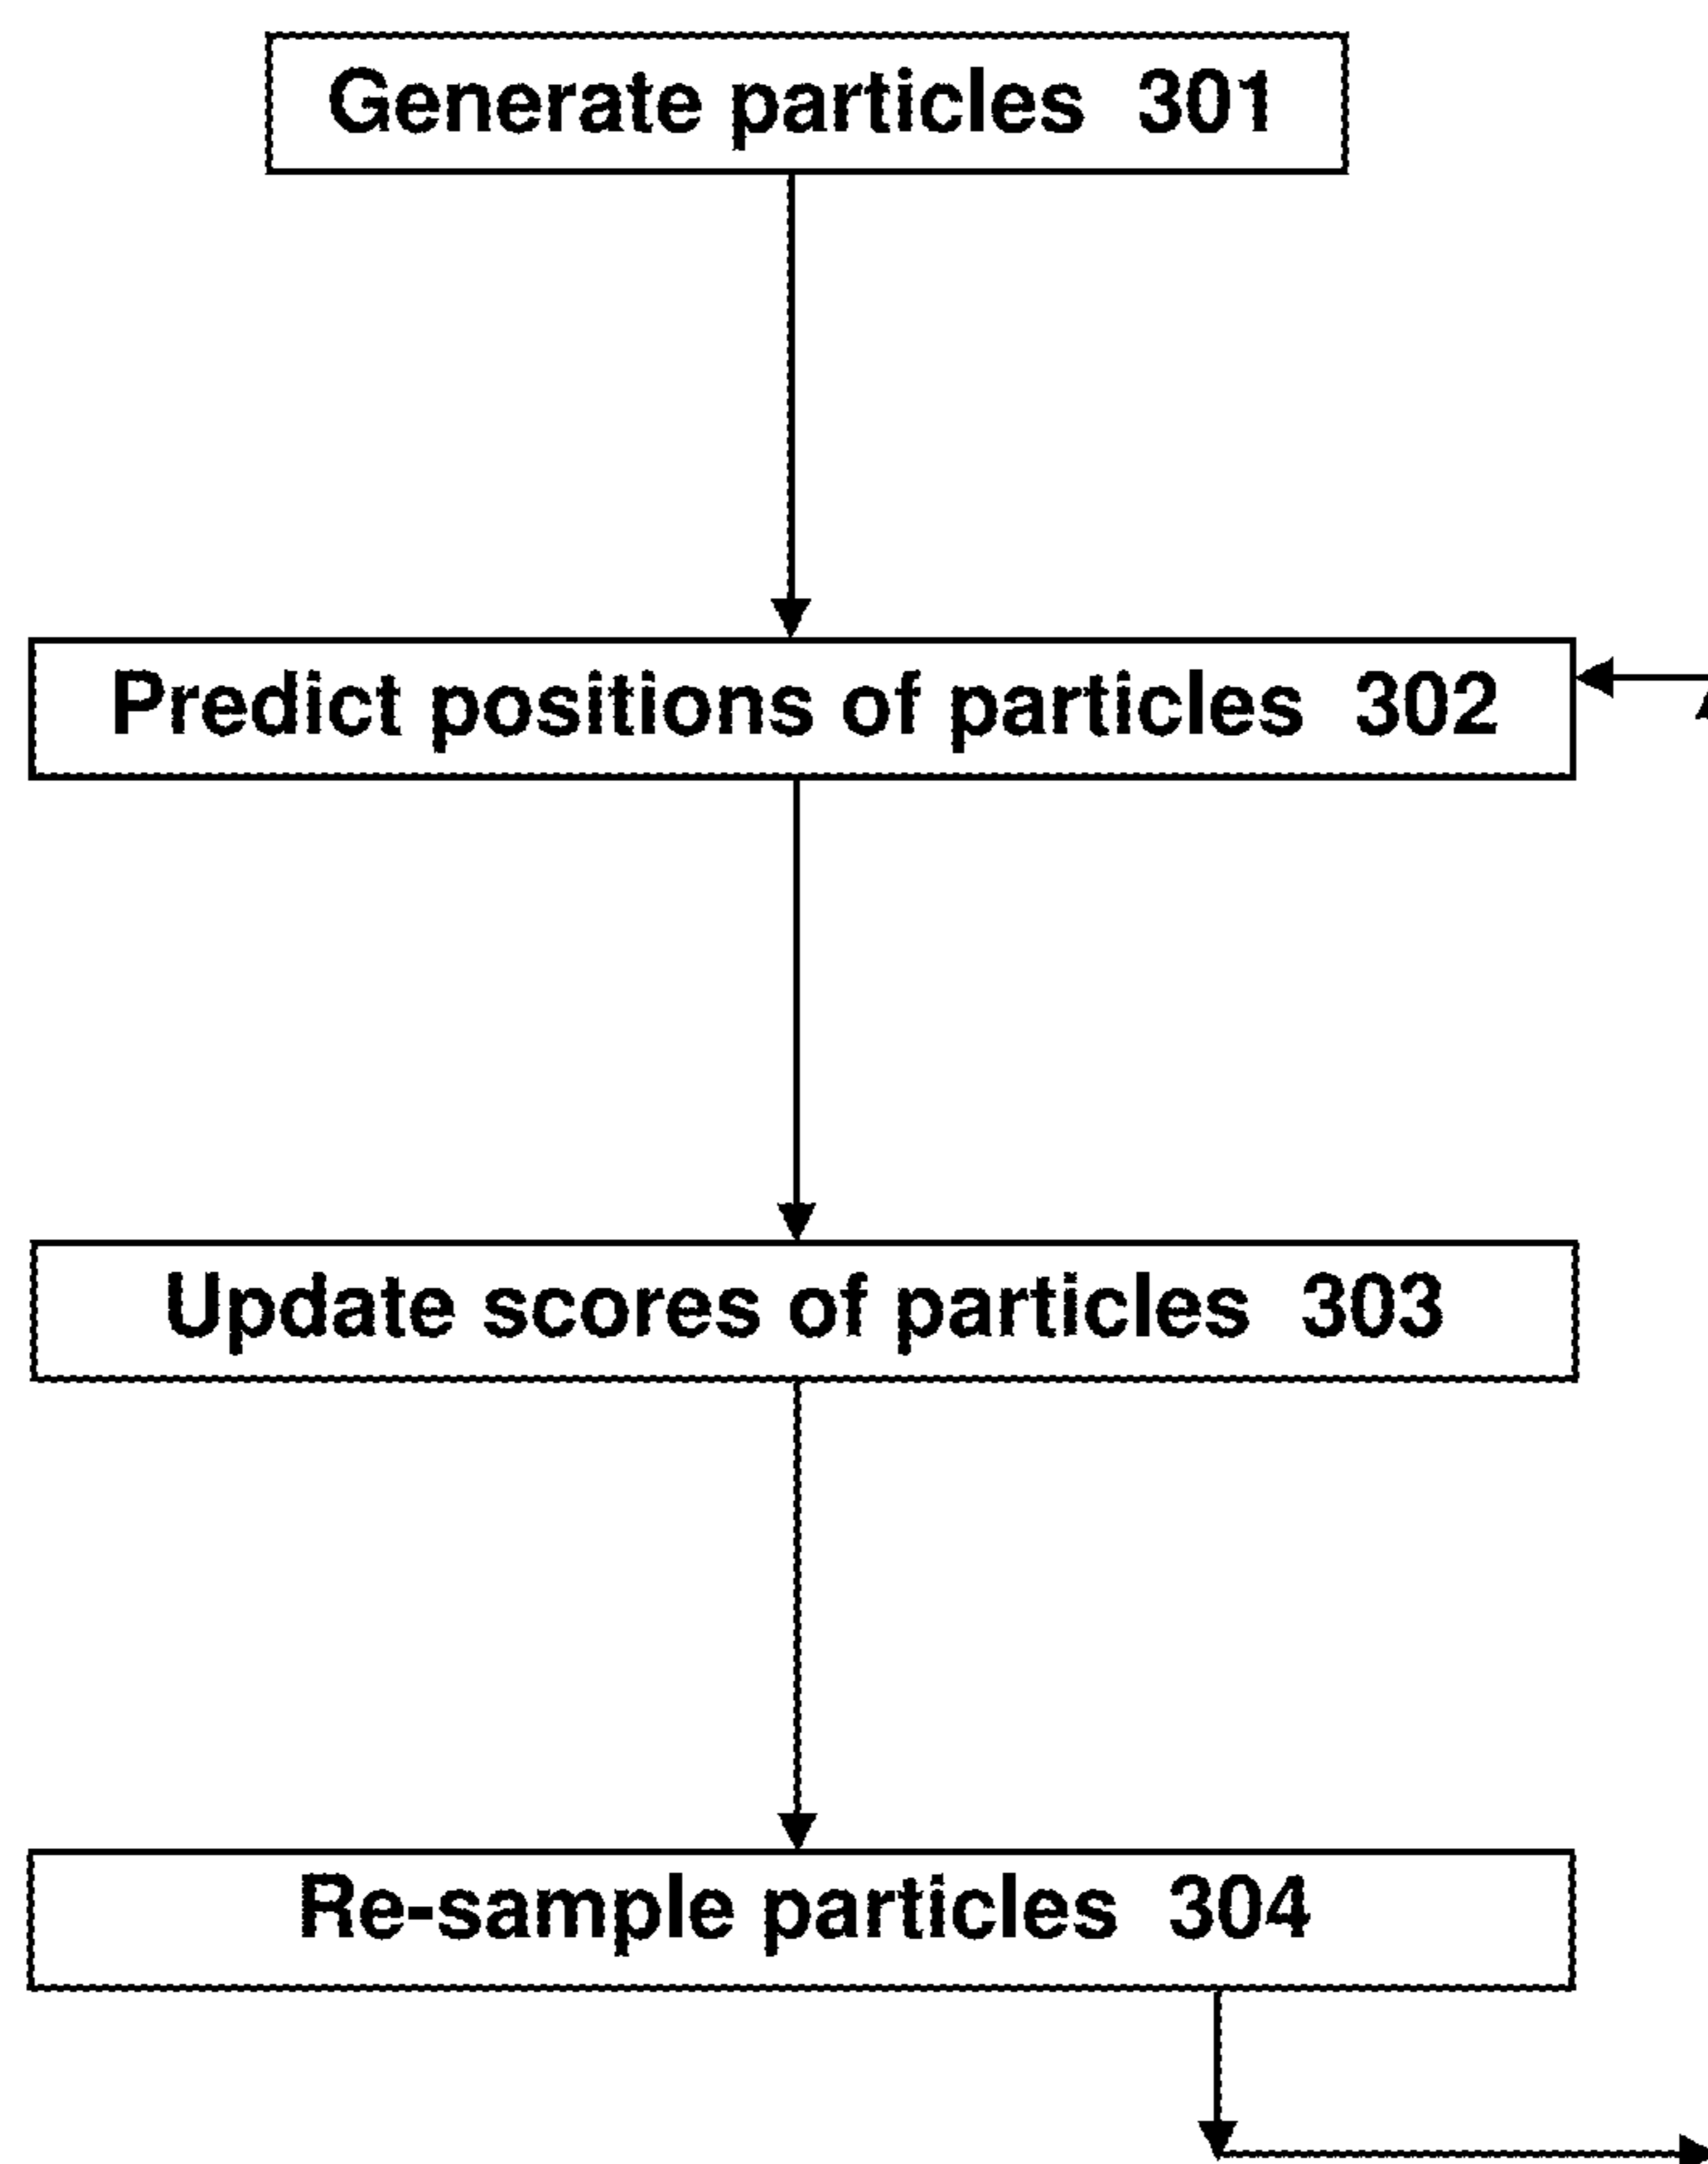 Generate particles 301
Predict positions of particles 302
Update scores of particles 303
Re-sample particles 304